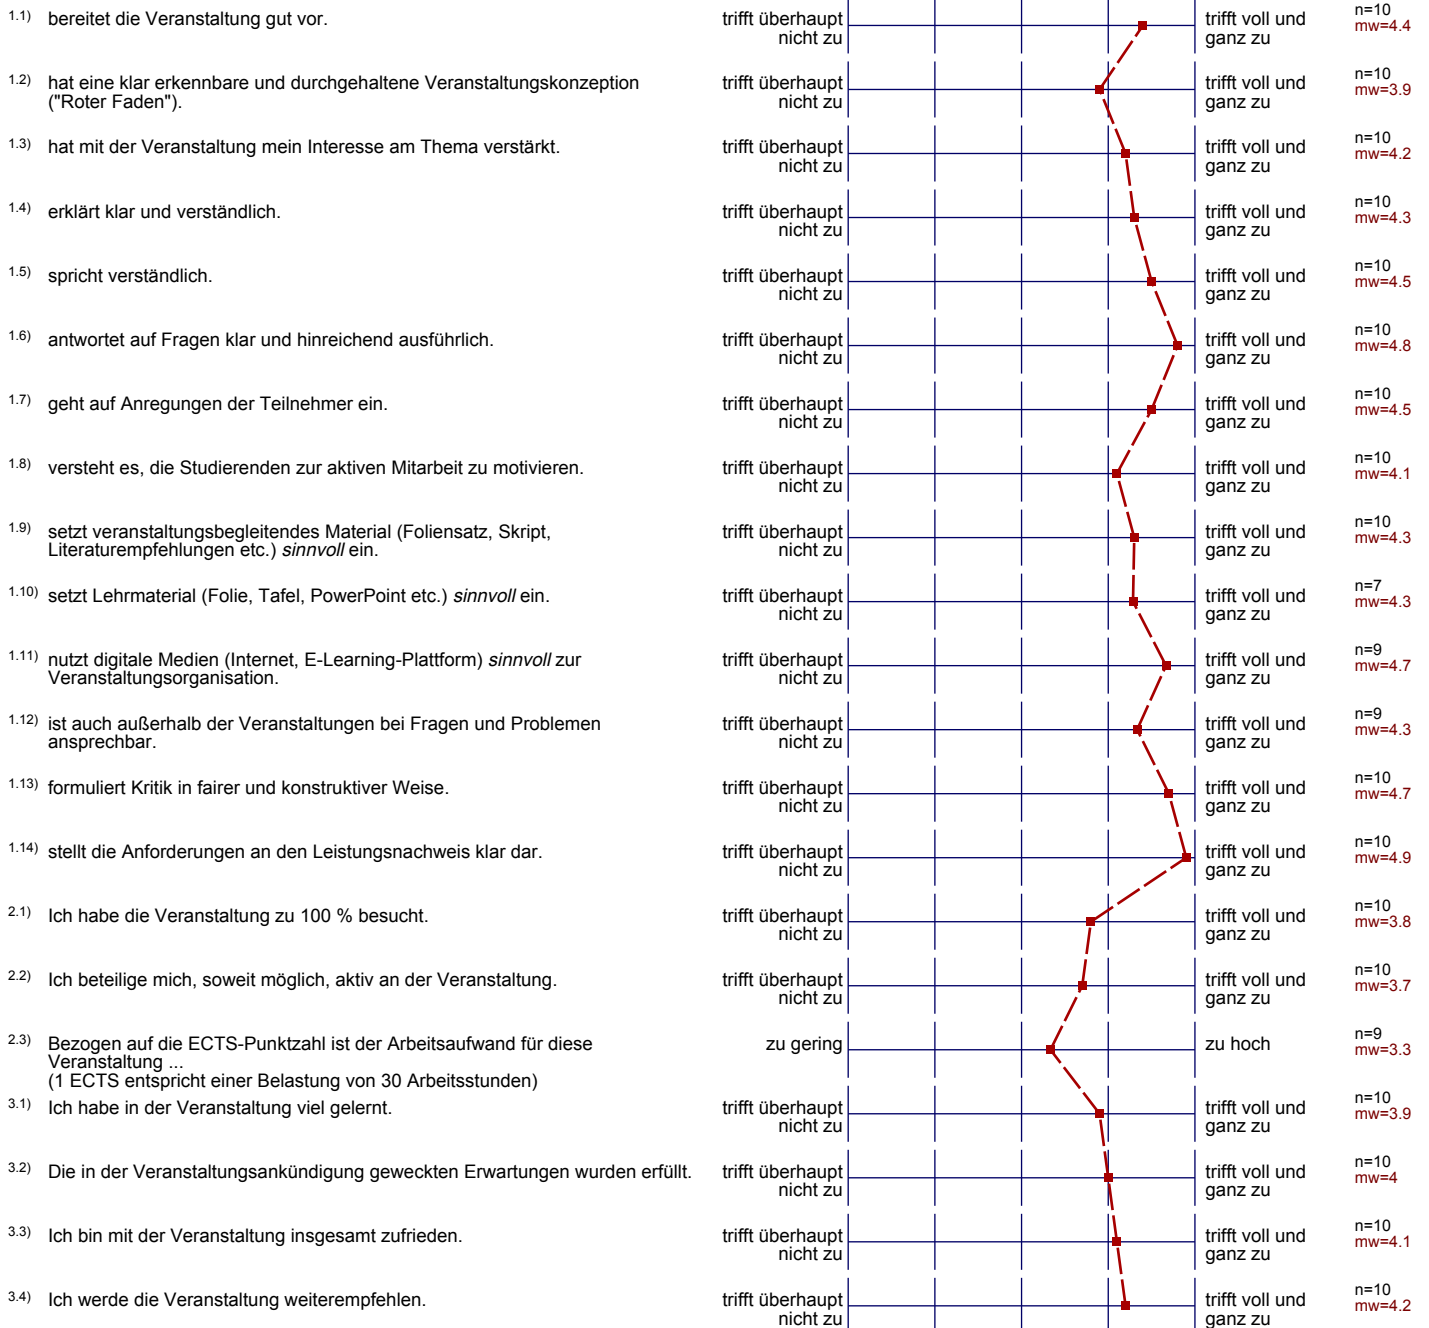 1.1) bereitet die Veranstaltung gut vor. trifft überhaupt trifft voll und n=10
nicht zu ganz zu mw=4.4
1.2) hat eine klar erkennbare und durchgehaltene Veranstaltungskonzeption trifft überhaupt trifft voll und n=10
("Roter Faden"). nicht zu ganz zu mw=3.9
1.3) hat mit der Veranstaltung mein Interesse am Thema verstärkt. trifft überhaupt trifft voll und n=10
nicht zu ganz zu mw=4.2
1.4) erklärt klar und verständlich. trifft überhaupt trifft voll und n=10
nicht zu ganz zu mw=4.3
1.5) spricht verständlich. trifft überhaupt trifft voll und n=10
nicht zu ganz zu mw=4.5
1.6) antwortet auf Fragen klar und hinreichend ausführlich. trifft überhaupt trifft voll und n=10
nicht zu ganz zu mw=4.8
1.7) geht auf Anregungen der Teilnehmer ein. trifft überhaupt trifft voll und n=10
nicht zu ganz zu mw=4.5
1.8) versteht es, die Studierenden zur aktiven Mitarbeit zu motivieren. trifft überhaupt trifft voll und n=10
nicht zu ganz zu mw=4.1
1.9) setzt veranstaltungsbegleitendes Material (Foliensatz, Skript, trifft überhaupt trifft voll und n=10
Literaturempfehlungen etc.) sinnvoll ein. nicht zu ganz zu mw=4.3
1.10) setzt Lehrmaterial (Folie, Tafel, PowerPoint etc.) sinnvoll ein. trifft überhaupt trifft voll und n=7
nicht zu ganz zu mw=4.3
1.11) nutzt digitale Medien (Internet, E-Learning-Plattform) sinnvoll zur trifft überhaupt trifft voll und n=9
Veranstaltungsorganisation. nicht zu ganz zu mw=4.7
1.12) ist auch außerhalb der Veranstaltungen bei Fragen und Problemen trifft überhaupt trifft voll und n=9
ansprechbar. nicht zu ganz zu mw=4.3
1.13) formuliert Kritik in fairer und konstruktiver Weise. trifft überhaupt trifft voll und n=10
nicht zu ganz zu mw=4.7
1.14) stellt die Anforderungen an den Leistungsnachweis klar dar. trifft überhaupt trifft voll und n=10
nicht zu ganz zu mw=4.9
2.1) Ich habe die Veranstaltung zu 100 % besucht. trifft überhaupt trifft voll und n=10
nicht zu ganz zu mw=3.8
2.2) Ich beteilige mich, soweit möglich, aktiv an der Veranstaltung. trifft überhaupt trifft voll und n=10
nicht zu ganz zu mw=3.7
2.3) Bezogen auf die ECTS-Punktzahl ist der Arbeitsaufwand für diese zu gering zu hoch n=9
Veranstaltung ... mw=3.3
(1 ECTS entspricht einer Belastung von 30 Arbeitsstunden)
3.1) Ich habe in der Veranstaltung viel gelernt. trifft überhaupt trifft voll und n=10
nicht zu ganz zu mw=3.9
3.2) Die in der Veranstaltungsankündigung geweckten Erwartungen wurden erfüllt. trifft überhaupt trifft voll und n=10
nicht zu ganz zu mw=4
3.3) Ich bin mit der Veranstaltung insgesamt zufrieden. trifft überhaupt trifft voll und n=10
nicht zu ganz zu mw=4.1
3.4) Ich werde die Veranstaltung weiterempfehlen. trifft überhaupt trifft voll und n=10
nicht zu ganz zu mw=4.2